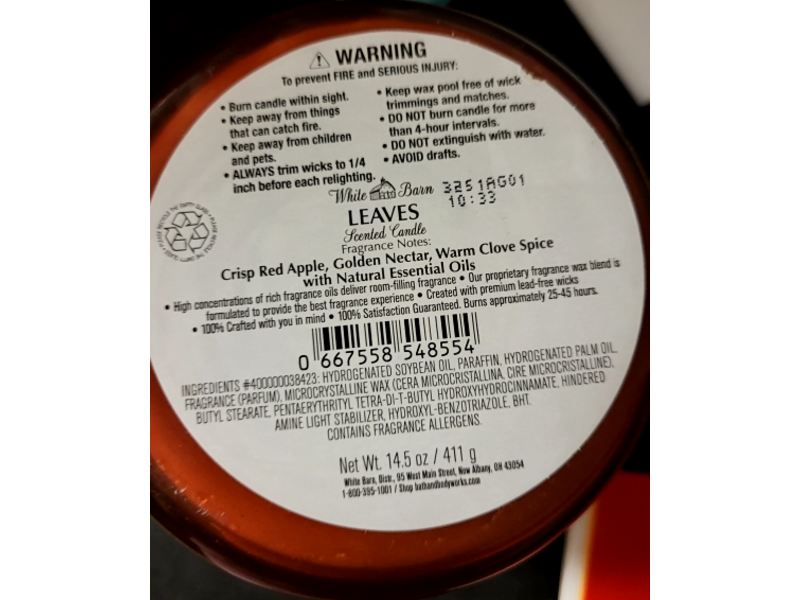 ⚠ WARNING
To prevent FIRE and SERIOUS INJURY:
• Burn candle within sight.
• Keep away from things
that can catch fire.
• Keep away from children
and pets.
• ALWAYS trim wicks to 1/4
inch before each relighting.
• Keep wax pool free of wick
trimmings and matches.
• DO NOT burn candle for more
than 4-hour intervals.
• DO NOT extinguish with water.
• AVOID drafts.
White Barn
3251AG01
10:33
LEAVES
Scented Candle
Fragrance Notes:
Crisp Red Apple, Golden Nectar, Warm Clove Spice
with Natural Essential Oils
• High concentrations of rich fragrance oils deliver room-filling fragrance • Our proprietary fragrance wax blend is
formulated to provide the best fragrance experience • Created with premium lead-free wicks
• 100% Crafted with you in mind • 100% Satisfaction Guaranteed. Burns approximately 25-45 hours.
0 667558 548554
INGREDIENTS #400000038423: HYDROGENATED SOYBEAN OIL, PARAFFIN, HYDROGENATED PALM OIL,
FRAGRANCE (PARFUM), MICROCRYSTALLINE WAX (CERA MICROCRISTALLINA, CIRE MICROCRISTALLINE),
BUTYL STEARATE, PENTAERYTHRITYL TETRA-DI-T-BUTYL HYDROXYHYDROCINNAMATE, HINDERED
AMINE LIGHT STABILIZER, HYDROXYL-BENZOTRIAZOLE, BHT.
CONTAINS FRAGRANCE ALLERGENS.
Net Wt. 14.5 oz / 411 g
White Barn, Distr., 95 West Main Street, New Albany, OH 43054
1-800-395-1001 / Shop bathandbodyworks.com